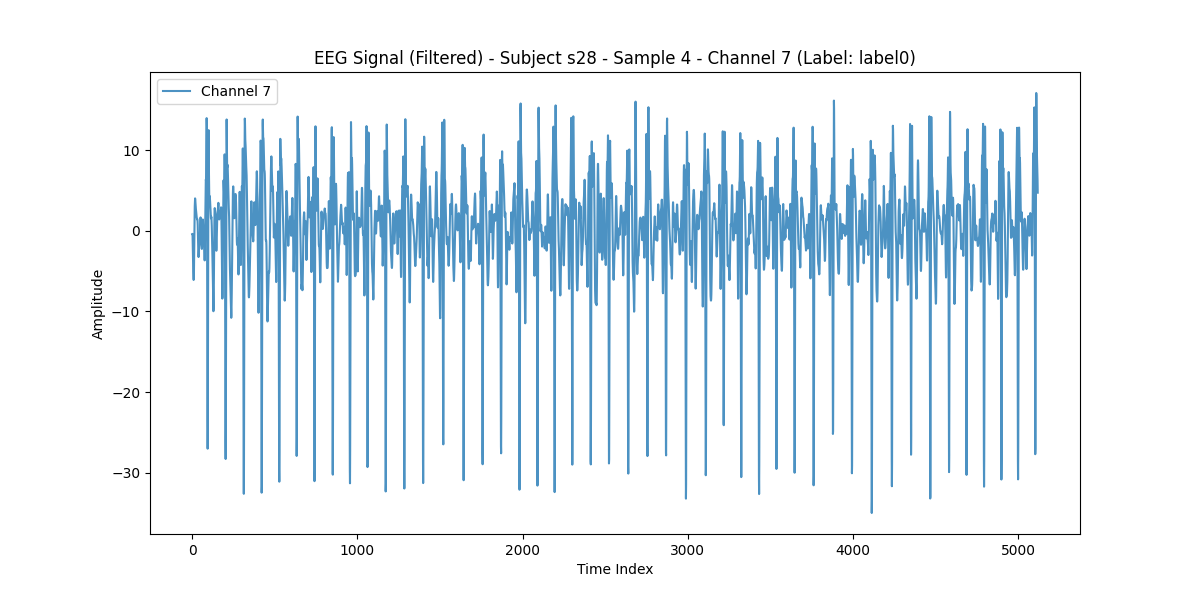 EEG Signal (Filtered) - Subject s28 - Sample 4 - Channel 7 (Label: label0)
Channel 7
10
0
−10
−20
−30
Amplitude
0
1000
2000
3000
4000
5000
Time Index